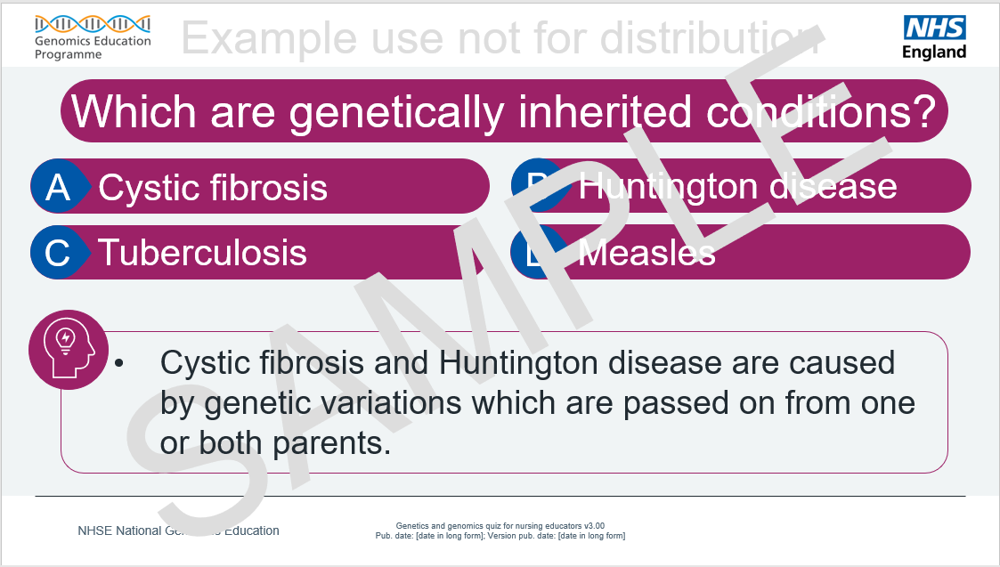 Genomics Education
Programme
Example use not for distribution
NHS
England
Which are genetically inherited conditions?
A Cystic fibrosis
B Huntington disease
C Tuberculosis
D Measles
SAMPLE
• Cystic fibrosis and Huntington disease are caused
by genetic variations which are passed on from one
or both parents.
NHSE National Genomics Education
Genetics and genomics quiz for nursing educators v3.00
Pub. date: [date in long form]; Version pub. date: [date in long form]